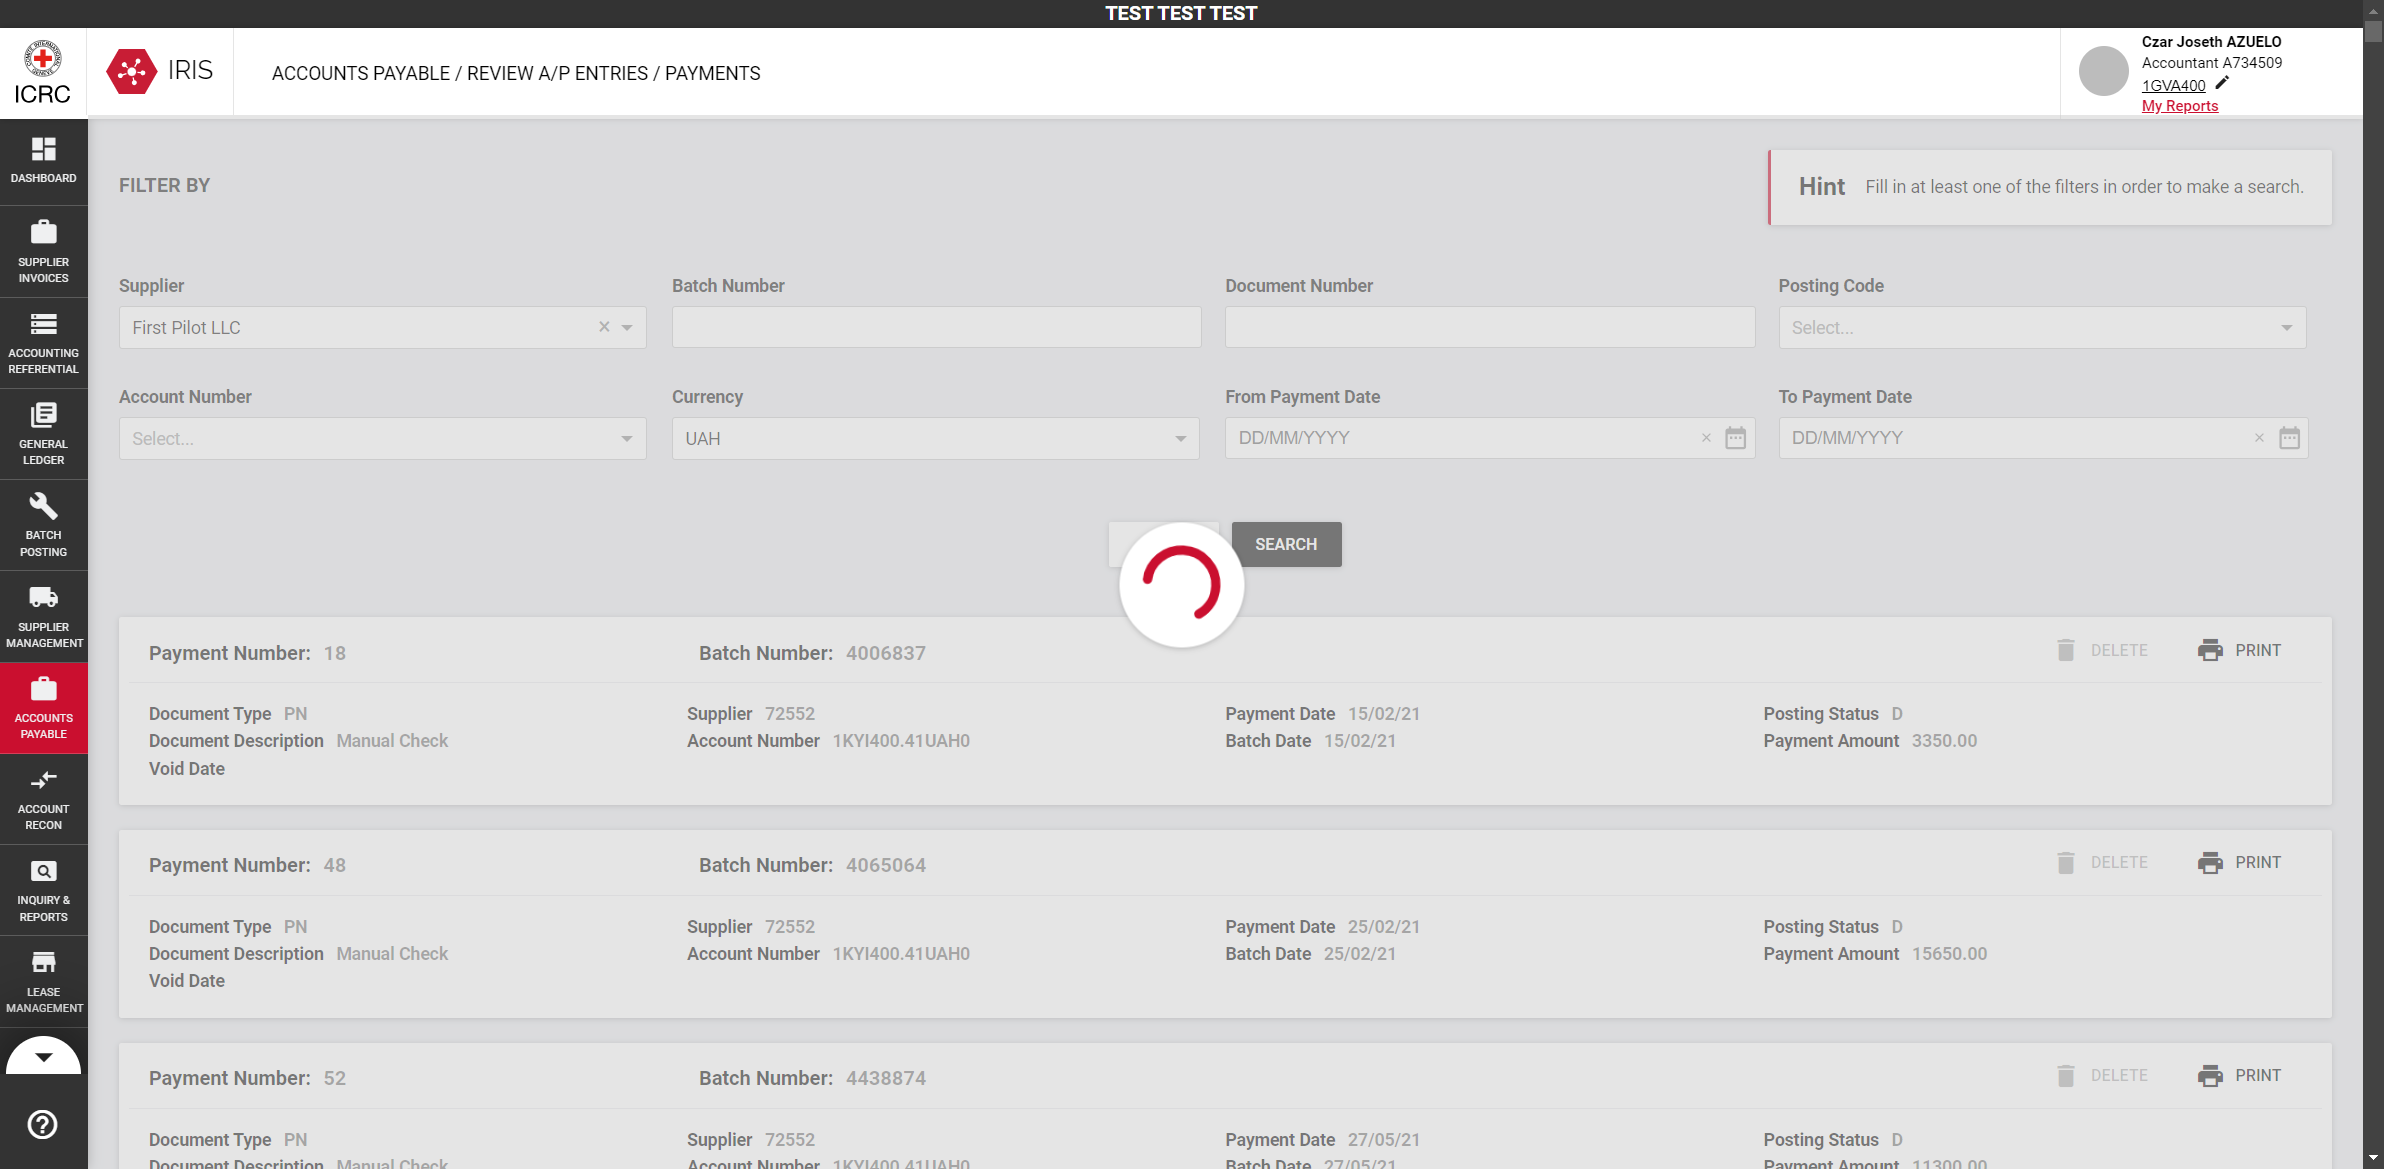 TEST TEST TEST
ICRC
IRIS
ACCOUNTS PAYABLE / REVIEW A/P ENTRIES / PAYMENTS
Czar Joseth AZUELO
Accountant A734509
1GVA400
My Reports
DASHBOARD
SUPPLIER
INVOICES
ACCOUNTING
REFERENTIAL
GENERAL
LEDGER
BATCH
POSTING
SUPPLIER
MANAGEMENT
ACCOUNTS
PAYABLE
ACCOUNT
RECON
INQUIRY &
REPORTS
LEASE
MANAGEMENT
FILTER BY
Hint Fill in at least one of the filters in order to make a search.
Supplier Batch Number Document Number Posting Code
First Pilot LLC Select...
Account Number Currency From Payment Date To Payment Date
Select... UAH DD/MM/YYYY DD/MM/YYYY
SEARCH
Payment Number: 18 Batch Number: 4006837 DELETE PRINT
Document Type PN Supplier 72552 Payment Date 15/02/21 Posting Status D
Document Description Manual Check Account Number 1KYI400.41UAH0 Batch Date 15/02/21 Payment Amount 3350.00
Void Date
Payment Number: 48 Batch Number: 4065064 DELETE PRINT
Document Type PN Supplier 72552 Payment Date 25/02/21 Posting Status D
Document Description Manual Check Account Number 1KYI400.41UAH0 Batch Date 25/02/21 Payment Amount 15650.00
Void Date
Payment Number: 52 Batch Number: 4438874 DELETE PRINT
Document Type PN Supplier 72552 Payment Date 27/05/21 Posting Status D
Document Description Manual Check Account Number 1KYI400.41UAH0 Batch Date 27/05/21 Payment Amount 11300.00